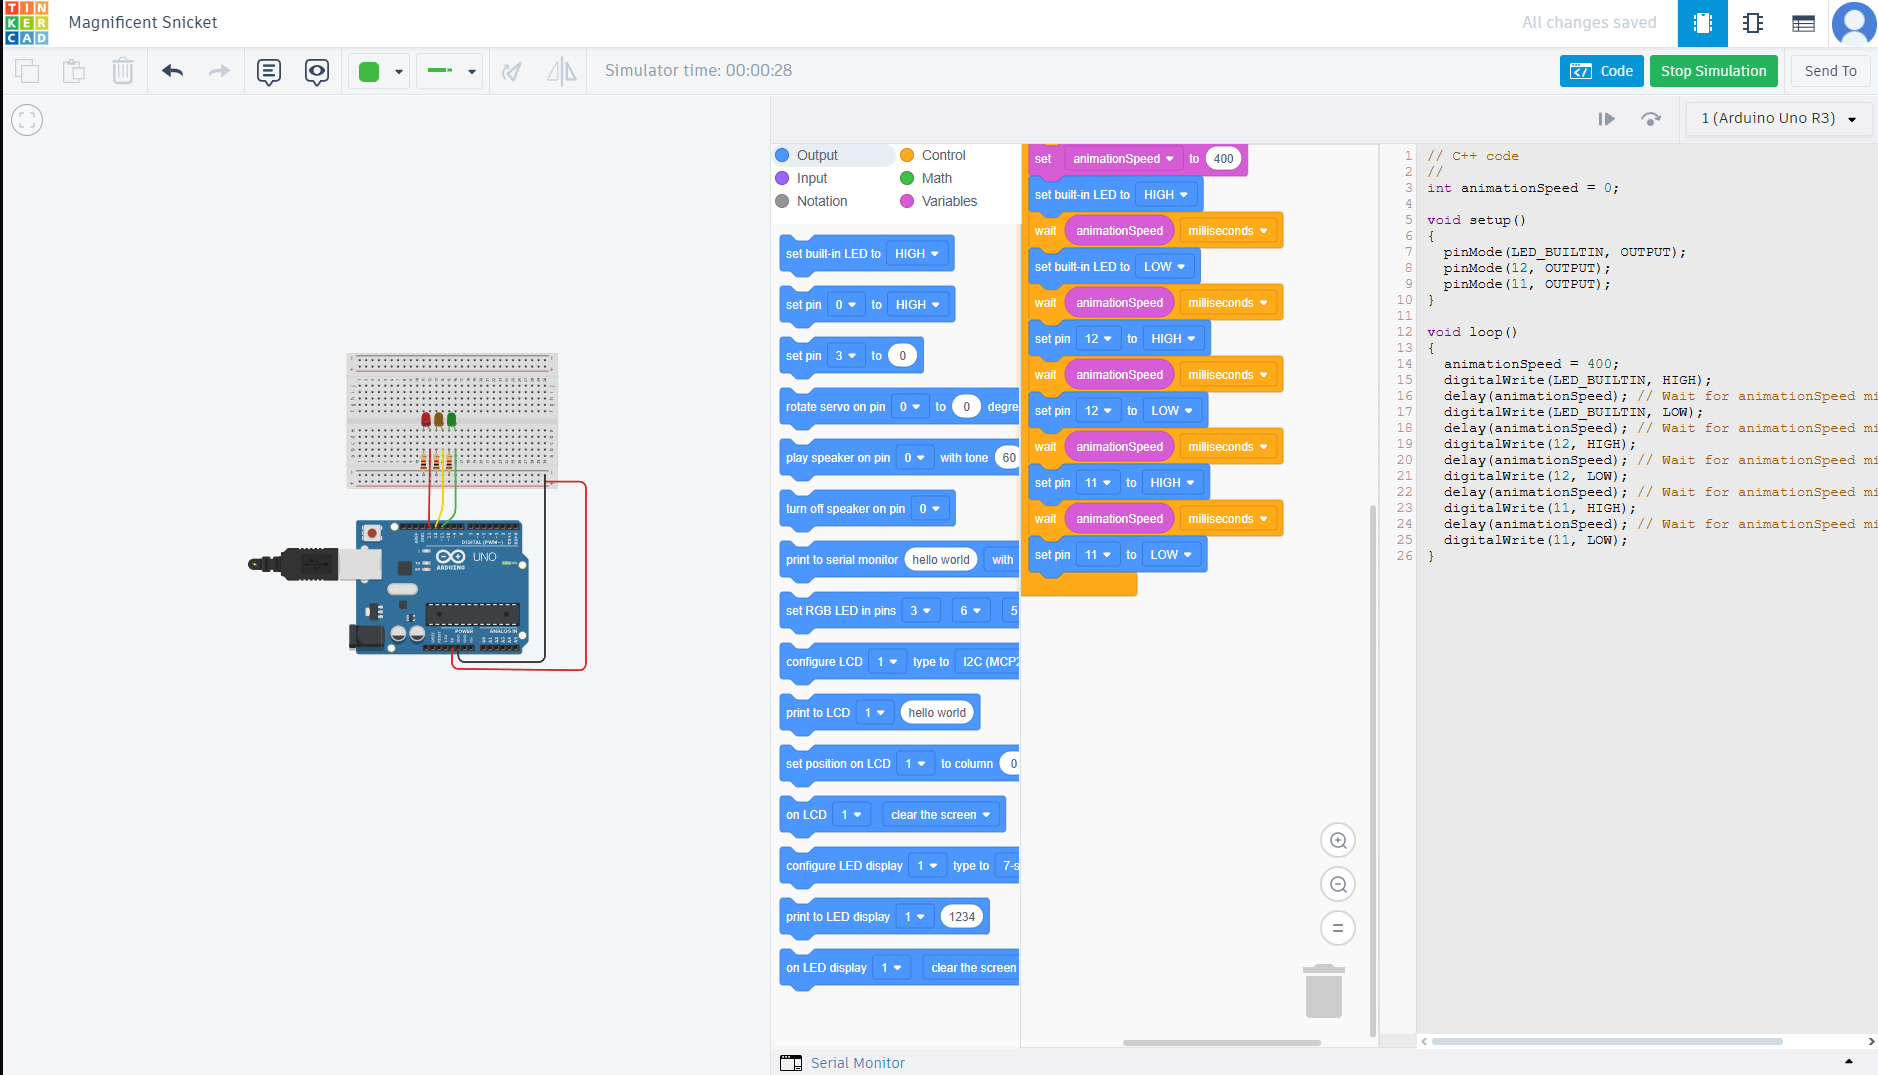 TIN
KER
CAD
Magnificent Snicket
All changes saved
Simulator time: 00:00:28
Code
Stop Simulation
Send To
1 (Arduino Uno R3)
Output
Control
Input
Math
Notation
Variables
set built-in LED to HIGH
set pin 0 to HIGH
set pin 3 to 0
rotate servo on pin 0 to 0 degre
play speaker on pin 0 with tone 60
turn off speaker on pin 0
print to serial monitor hello world with
set RGB LED in pins 3 6 5
configure LCD 1 type to I2C (MCP2
print to LCD 1 hello world
set position on LCD 1 to column 0
on LCD 1 clear the screen
configure LED display 1 type to 7-s
print to LED display 1 1234
on LED display 1 clear the screen
set animationSpeed to 400
set built-in LED to HIGH
wait animationSpeed milliseconds
set built-in LED to LOW
wait animationSpeed milliseconds
set pin 12 to HIGH
wait animationSpeed milliseconds
set pin 12 to LOW
wait animationSpeed milliseconds
set pin 11 to HIGH
wait animationSpeed milliseconds
set pin 11 to LOW
1 // C++ code
2 //
3 int animationSpeed = 0;
4
5 void setup()
6 {
7 pinMode(LED_BUILTIN, OUTPUT);
8 pinMode(12, OUTPUT);
9 pinMode(11, OUTPUT);
10 }
11
12 void loop()
13 {
14 animationSpeed = 400;
15 digitalWrite(LED_BUILTIN, HIGH);
16 delay(animationSpeed); // Wait for animationSpeed mi
17 digitalWrite(LED_BUILTIN, LOW);
18 delay(animationSpeed); // Wait for animationSpeed mi
19 digitalWrite(12, HIGH);
20 delay(animationSpeed); // Wait for animationSpeed mi
21 digitalWrite(12, LOW);
22 delay(animationSpeed); // Wait for animationSpeed mi
23 digitalWrite(11, HIGH);
24 delay(animationSpeed); // Wait for animationSpeed mi
25 digitalWrite(11, LOW);
26 }
DIGITAL (PWM~)
UNO
ARDUINO
POWER
ANALOG IN
Serial Monitor